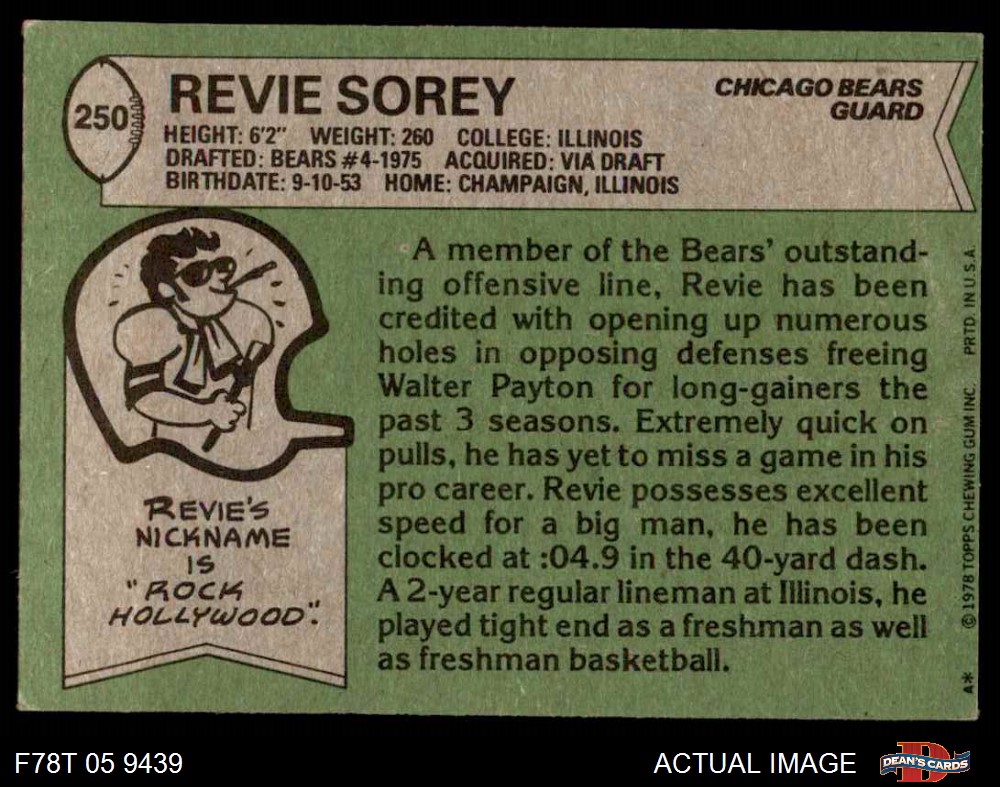 250
REVIE SOREY
CHICAGO BEARS
GUARD
HEIGHT: 6'2" WEIGHT: 260 COLLEGE: ILLINOIS
DRAFTED: BEARS #4-1975 ACQUIRED: VIA DRAFT
BIRTHDATE: 9-10-53 HOME: CHAMPAIGN, ILLINOIS
A member of the Bears' outstand-
ing offensive line, Revie has been
credited with opening up numerous
holes in opposing defenses freeing
Walter Payton for long-gainers the
past 3 seasons. Extremely quick on
pulls, he has yet to miss a game in his
pro career. Revie possesses excellent
speed for a big man, he has been
clocked at :04.9 in the 40-yard dash.
A 2-year regular lineman at Illinois, he
played tight end as a freshman as well
as freshman basketball.
REVIE'S
NICKNAME
IS
"ROCK
HOLLYWOOD".
A* © 1978 TOPPS CHEWING GUM INC. PRTD. IN U.S.A.
F78T 05 9439
ACTUAL IMAGE
D
DEAN'S CARDS